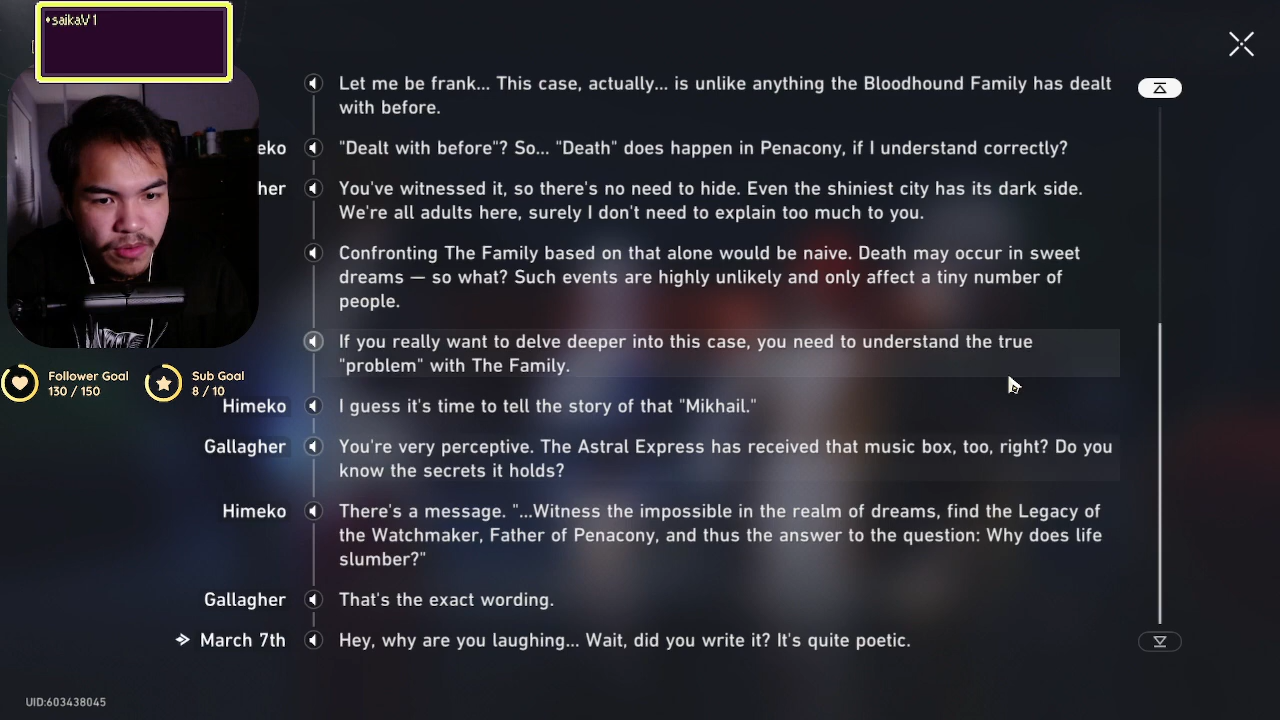 •saikaV1
Let me be frank... This case, actually... is unlike anything the Bloodhound Family has dealt
with before.
eko
"Dealt with before"? So... "Death" does happen in Penacony, if I understand correctly?
her
You've witnessed it, so there's no need to hide. Even the shiniest city has its dark side.
We're all adults here, surely I don't need to explain too much to you.
Confronting The Family based on that alone would be naive. Death may occur in sweet
dreams — so what? Such events are highly unlikely and only affect a tiny number of
people.
If you really want to delve deeper into this case, you need to understand the true
"problem" with The Family.
Follower Goal
130 / 150
Sub Goal
8 / 10
Himeko
I guess it's time to tell the story of that "Mikhail."
Gallagher
You're very perceptive. The Astral Express has received that music box, too, right? Do you
know the secrets it holds?
Himeko
There's a message. "...Witness the impossible in the realm of dreams, find the Legacy of
the Watchmaker, Father of Penacony, and thus the answer to the question: Why does life
slumber?"
Gallagher
That's the exact wording.
March 7th
Hey, why are you laughing... Wait, did you write it? It's quite poetic.
UID:603438045